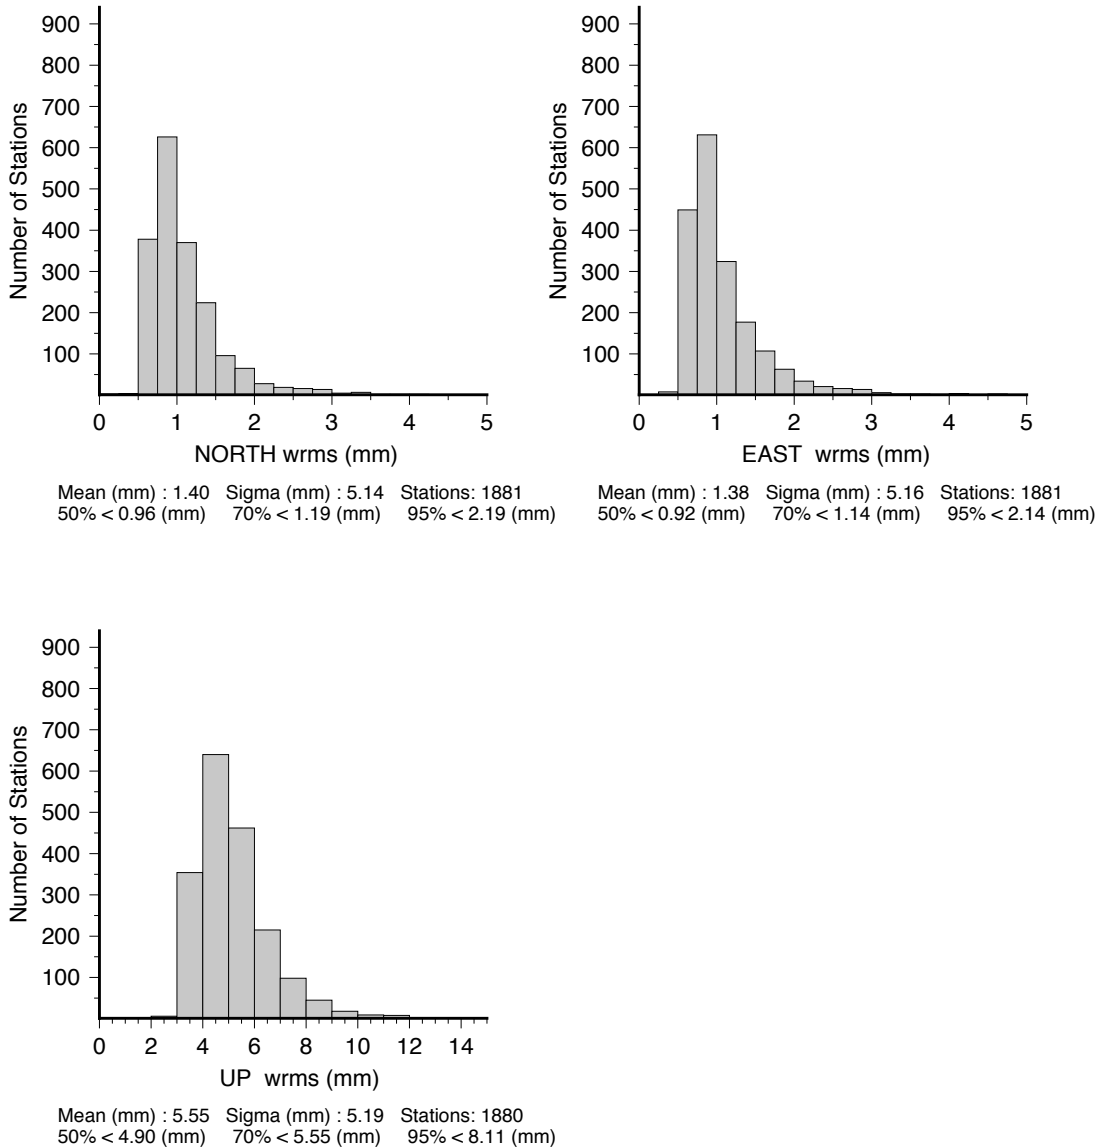 900
800
700
600
500
400
300
200
100
Number of Stations
0 1 2 3 4 5
NORTH wrms (mm)
Mean (mm) : 1.40 Sigma (mm) : 5.14 Stations: 1881
50% < 0.96 (mm) 70% < 1.19 (mm) 95% < 2.19 (mm)
900
800
700
600
500
400
300
200
100
Number of Stations
0 1 2 3 4 5
EAST wrms (mm)
Mean (mm) : 1.38 Sigma (mm) : 5.16 Stations: 1881
50% < 0.92 (mm) 70% < 1.14 (mm) 95% < 2.14 (mm)
900
800
700
600
500
400
300
200
100
Number of Stations
0 2 4 6 8 10 12 14
UP wrms (mm)
Mean (mm) : 5.55 Sigma (mm) : 5.19 Stations: 1880
50% < 4.90 (mm) 70% < 5.55 (mm) 95% < 8.11 (mm)